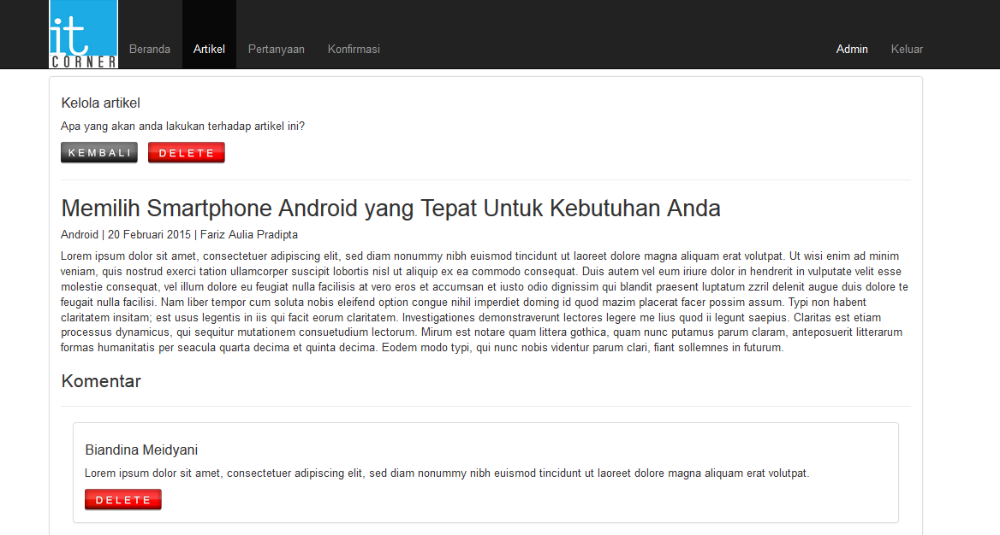 it
CORNER
Beranda Artikel Pertanyaan Konfirmasi Admin Keluar
Kelola artikel
Apa yang akan anda lakukan terhadap artikel ini?
KEMBALI DELETE
Memilih Smartphone Android yang Tepat Untuk Kebutuhan Anda
Android | 20 Februari 2015 | Fariz Aulia Pradipta
Lorem ipsum dolor sit amet, consectetuer adipiscing elit, sed diam nonummy nibh euismod tincidunt ut laoreet dolore magna aliquam erat volutpat. Ut wisi enim ad minim
veniam, quis nostrud exerci tation ullamcorper suscipit lobortis nisl ut aliquip ex ea commodo consequat. Duis autem vel eum iriure dolor in hendrerit in vulputate velit esse
molestie consequat, vel illum dolore eu feugiat nulla facilisis at vero eros et accumsan et iusto odio dignissim qui blandit praesent luptatum zzril delenit augue duis dolore te
feugait nulla facilisi. Nam liber tempor cum soluta nobis eleifend option congue nihil imperdiet doming id quod mazim placerat facer possim assum. Typi non habent
claritatem insitam; est usus legentis in iis qui facit eorum claritatem. Investigationes demonstraverunt lectores legere me lius quod ii legunt saepius. Claritas est etiam
processus dynamicus, qui sequitur mutationem consuetudium lectorum. Mirum est notare quam littera gothica, quam nunc putamus parum claram, anteposuerit litterarum
formas humanitatis per seacula quarta decima et quinta decima. Eodem modo typi, qui nunc nobis videntur parum clari, fiant sollemnes in futurum.
Komentar
Biandina Meidyani
Lorem ipsum dolor sit amet, consectetuer adipiscing elit, sed diam nonummy nibh euismod tincidunt ut laoreet dolore magna aliquam erat volutpat.
DELETE